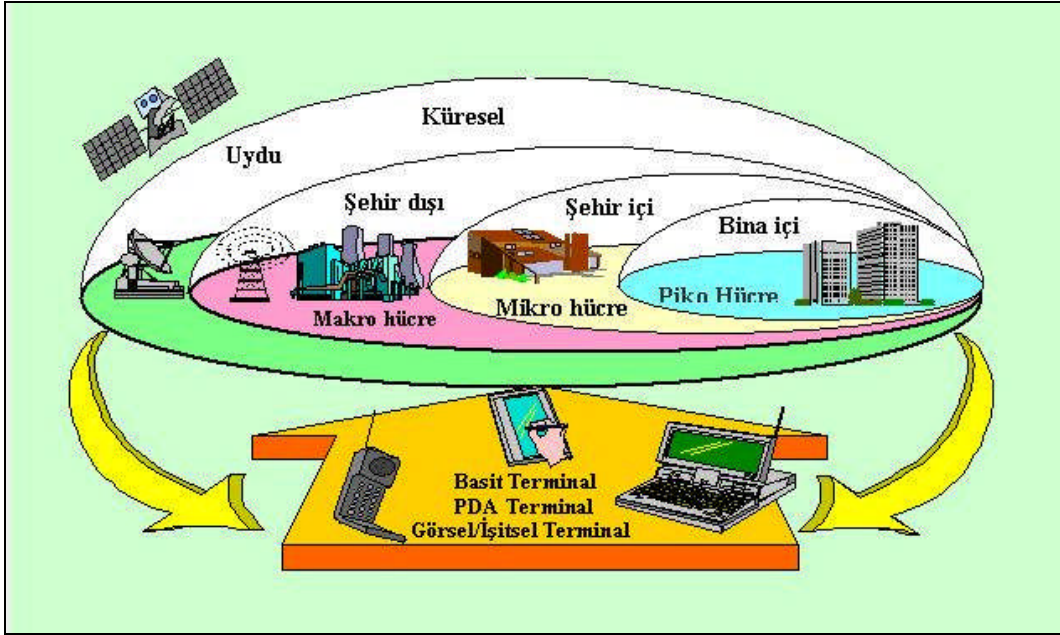 Küresel
Uydu
Şehir dışı
Şehir içi
Bina içi
Makro hücre
Mikro hücre
Piko Hücre
Basit Terminal
PDA Terminal
Görsel/İşitsel Terminal